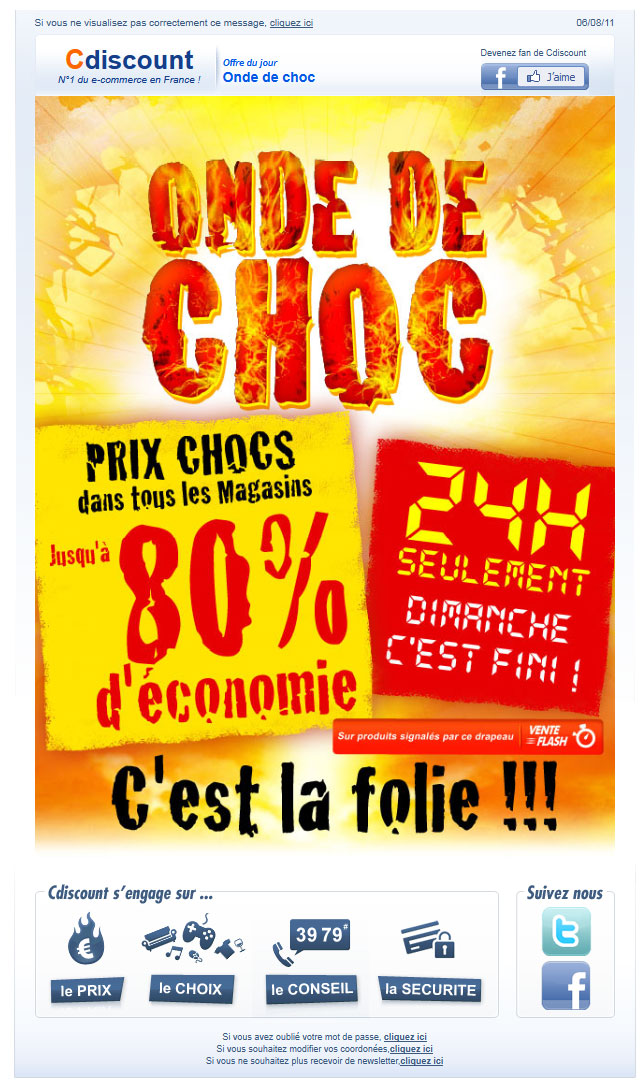 Si vous ne visualisez pas correctement ce message, cliquez ici
06/08/11
Cdiscount
N°1 du e-commerce en France !
Offre du jour
Onde de choc
Devenez fan de Cdiscount
f J'aime
ONDE DE
CHOC
PRIX CHOCS
dans tous les Magasins
Jusqu'à
80%
d'économie
24H
SEULEMENT
DIMANCHE
C'EST FINI !
Sur produits signalés par ce drapeau
VENTE
FLASH
C'est la folie !!!
Cdiscount s'engage sur ...
€
39 79#
le PRIX
le CHOIX
le CONSEIL
la SECURITE
Suivez nous
t
f
Si vous avez oublié votre mot de passe, cliquez ici
Si vous souhaitez modifier vos coordonées,cliquez ici
Si vous ne souhaitez plus recevoir de newsletter,cliquez ici